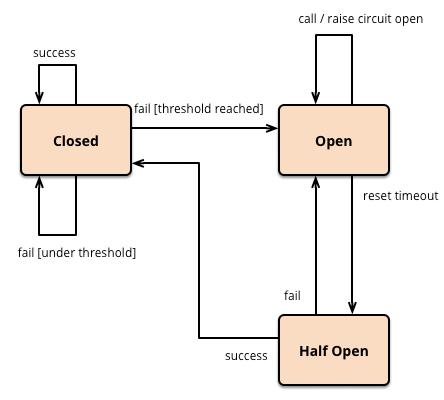 call / raise circuit open
success
fail [threshold reached]
Closed
Open
reset timeout
fail [under threshold]
fail
Half Open
success